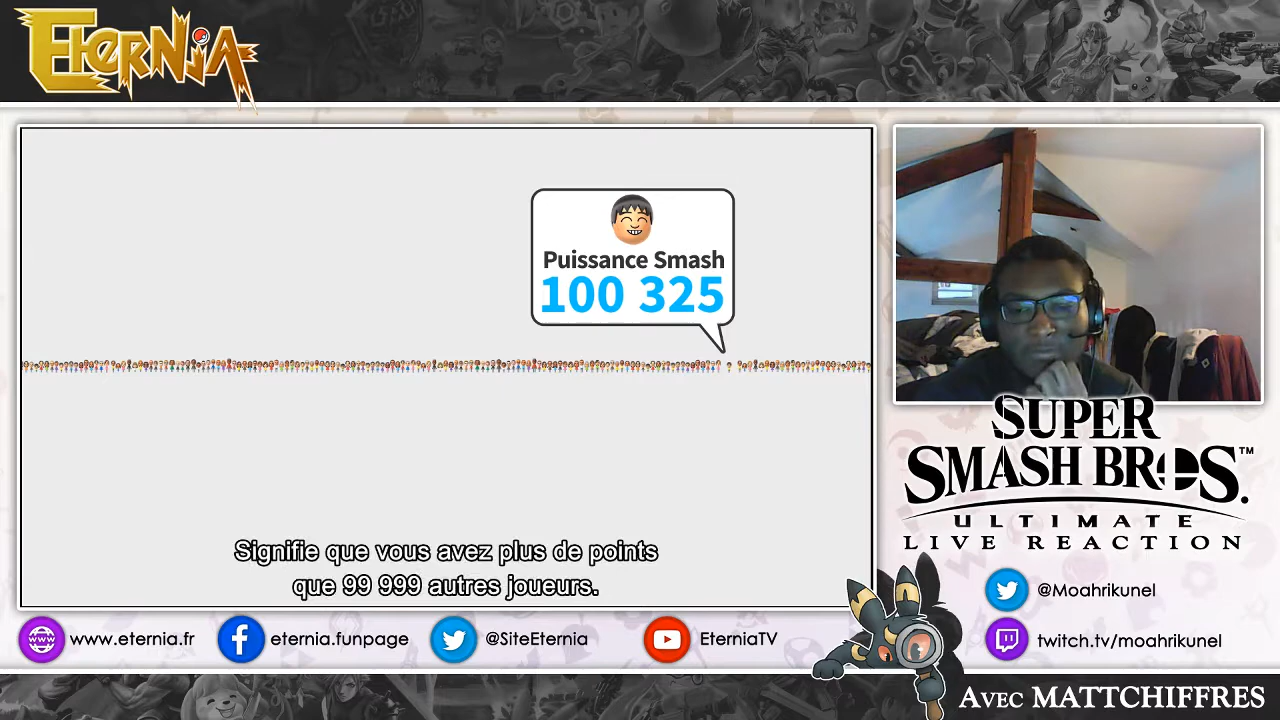 ETERNIA
Puissance Smash
100 325
Signifie que vous avez plus de points
que 99 999 autres joueurs.
SUPER
SMASH BROS.™
ULTIMATE
LIVE REACTION
@Moahrikunel
twitch.tv/moahrikunel
www.eternia.fr
eternia.funpage
@SiteEternia
EterniaTV
AVEC MATTCHIFFRES